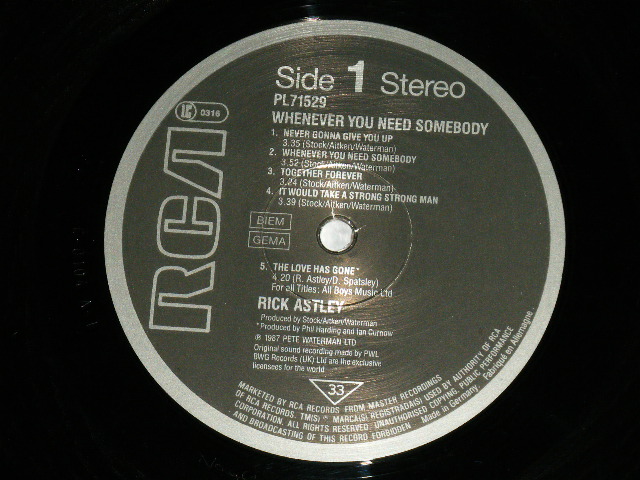 Side 1 Stereo
PL71529
LC 0316
WHENEVER YOU NEED SOMEBODY
1. NEVER GONNA GIVE YOU UP
3.35 (Stock/Aitken/Waterman)
2. WHENEVER YOU NEED SOMEBODY
3.52 (Stock/Aitken/Waterman)
3. TOGETHER FOREVER
3.24 (Stock/Aitken/Waterman)
4. IT WOULD TAKE A STRONG STRONG MAN
3.39 (Stock/Aitken/Waterman)
BIEM
GEMA
5. THE LOVE HAS GONE*
4.20 (R. Astley/D. Spatsley)
For all Titles: All Boys Music Ltd
RICK ASTLEY
Produced by Stock/Aitken/Waterman
*Produced by Phil Harding and Ian Curnow
℗ 1987 PETE WATERMAN LTD
Original sound recording made by PWL
BWG Records (UK) Ltd are the exclusive
licensees for the world
33
RCA
MARKETED BY RCA RECORDS FROM MASTER RECORDINGS
OF RCA RECORDS. TM(S) ® MARCA(S) REGISTRADA(S) USED BY AUTHORITY OF RCA
CORPORATION. ALL RIGHTS RESERVED. UNAUTHORISED COPYING, PUBLIC PERFORMANCE
AND BROADCASTING OF THIS RECORD FORBIDDEN
Made in Germany. Fabriqué en Allemagne